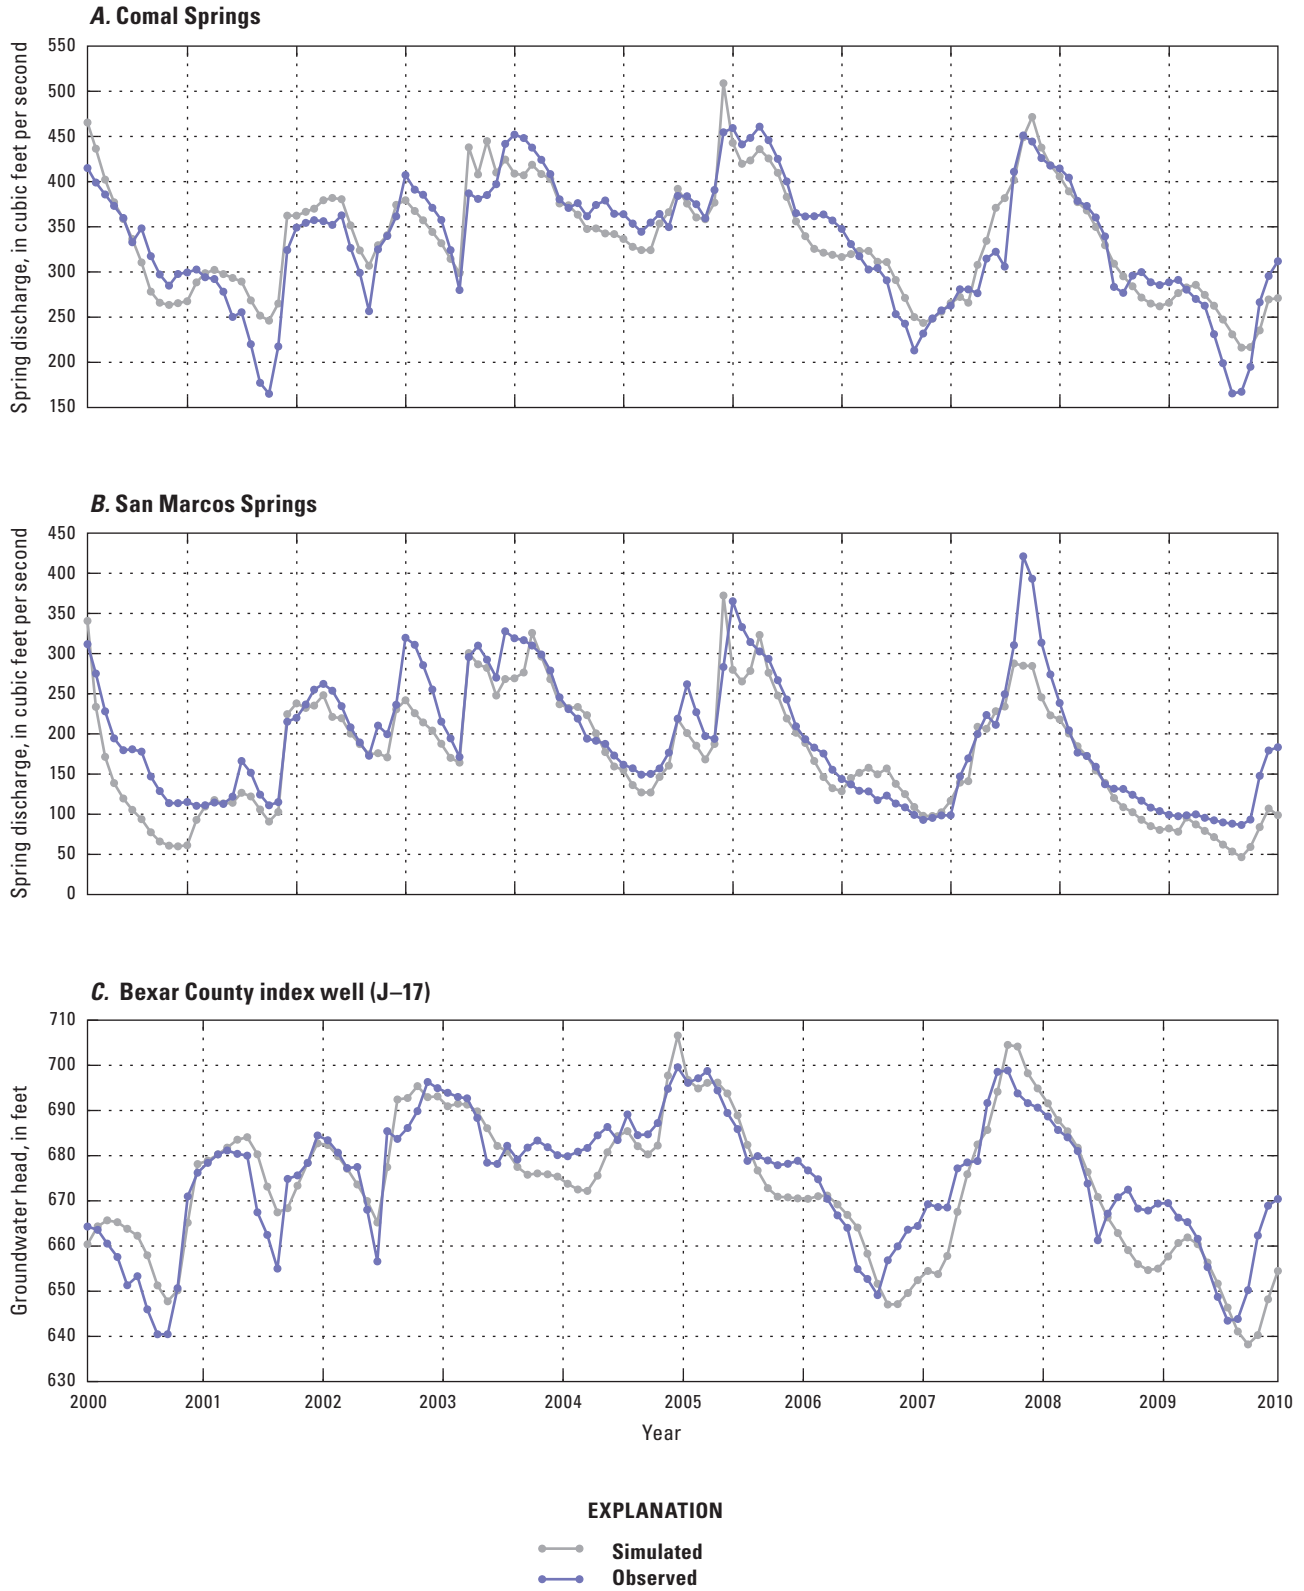 A. Comal Springs
Spring discharge, in cubic feet per second
550
500
450
400
350
300
250
200
150
B. San Marcos Springs
Spring discharge, in cubic feet per second
450
400
350
300
250
200
150
100
50
0
C. Bexar County index well (J–17)
Groundwater head, in feet
710
700
690
680
670
660
650
640
630
2000 2001 2002 2003 2004 2005 2006 2007 2008 2009 2010
Year
EXPLANATION
Simulated
Observed